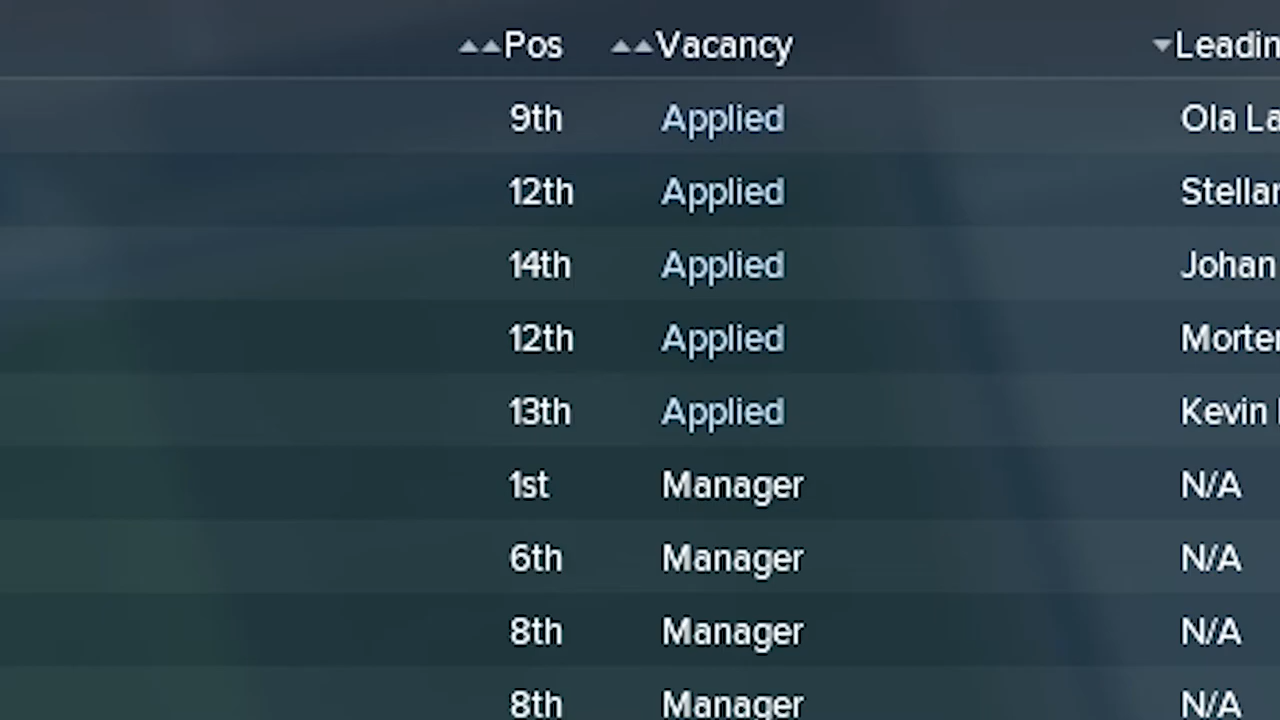 Pos Vacancy Leadin
9th Applied Ola La
12th Applied Stellar
14th Applied Johan
12th Applied Morten
13th Applied Kevin
1st Manager N/A
6th Manager N/A
8th Manager N/A
8th Manager N/A